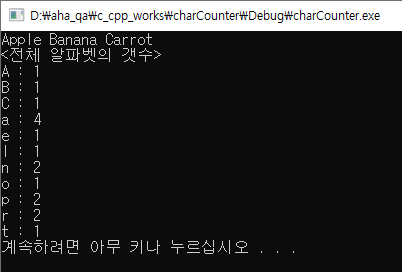 D:₩aha_qa₩c_cpp_works₩charCounter₩Debug₩charCounter.exe
Apple Banana Carrot
<전체 알파벳의 갯수>
A : 1
B : 1
C : 1
a : 4
e : 1
l : 1
n : 2
o : 1
p : 2
r : 2
t : 1
계속하려면 아무 키나 누르십시오 . . .